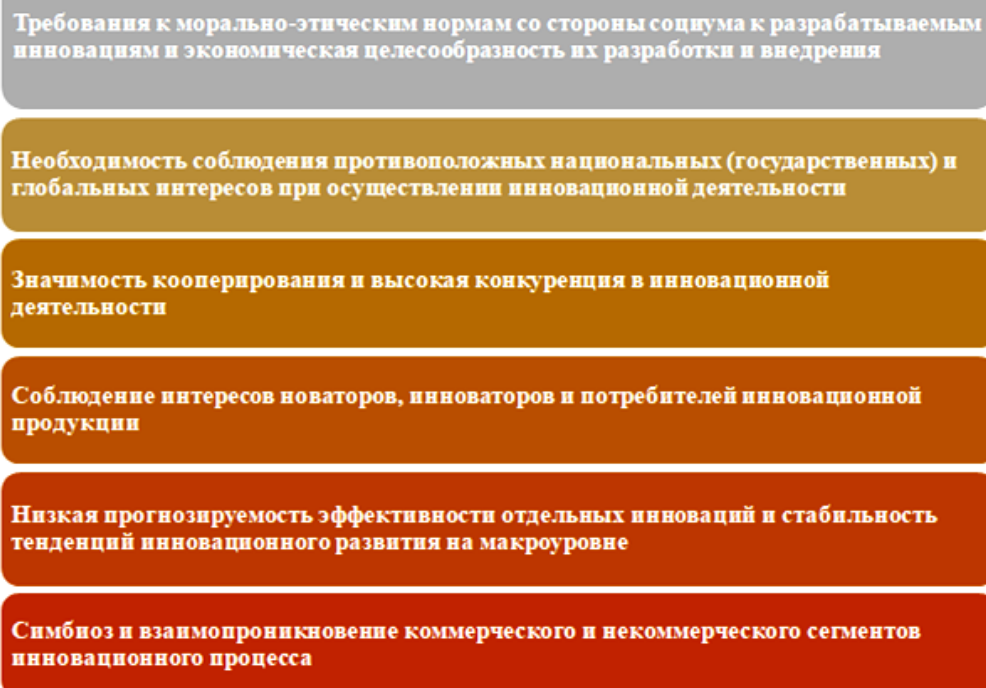 Требования к морально-этическим нормам со стороны социума к разрабатываемым
инновациям и экономическая целесообразность их разработки и внедрения
Необходимость соблюдения противоположных национальных (государственных) и
глобальных интересов при осуществлении инновационной деятельности
Значимость кооперирования и высокая конкуренция в инновационной
деятельности
Соблюдение интересов новаторов, инноваторов и потребителей инновационной
продукции
Низкая прогнозируемость эффективности отдельных инноваций и стабильность
тенденций инновационного развития на макроуровне
Симбиоз и взаимопроникновение коммерческого и некоммерческого сегментов
инновационного процесса